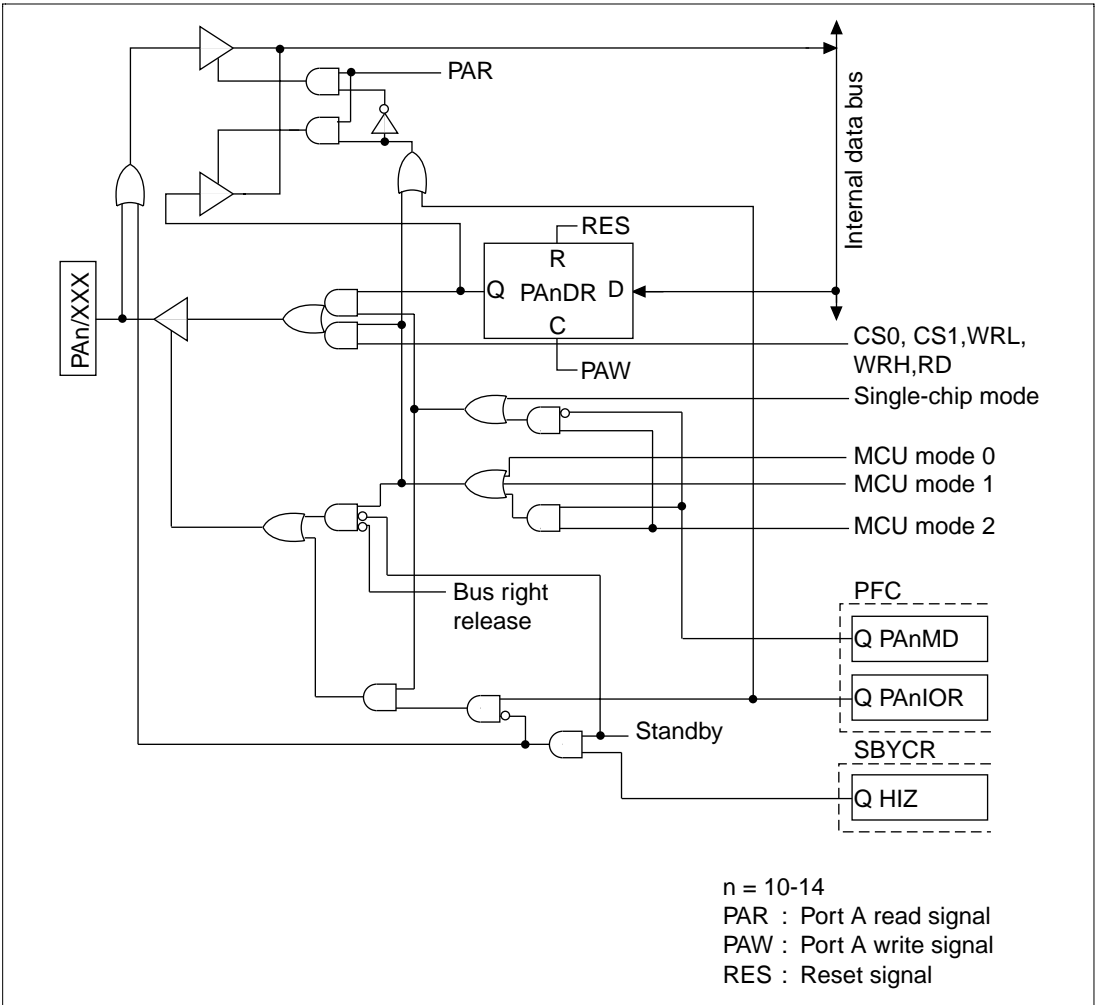 PAR
Internal data bus
RES
R
Q PAnDR D
C
PAW
PAn/XXX
CS0, CS1,WRL,
WRH,RD
Single-chip mode
MCU mode 0
MCU mode 1
MCU mode 2
Bus right
release
PFC
Q PAnMD
Q PAnIOR
Standby
SBYCR
Q HIZ
n = 10-14
PAR : Port A read signal
PAW : Port A write signal
RES : Reset signal